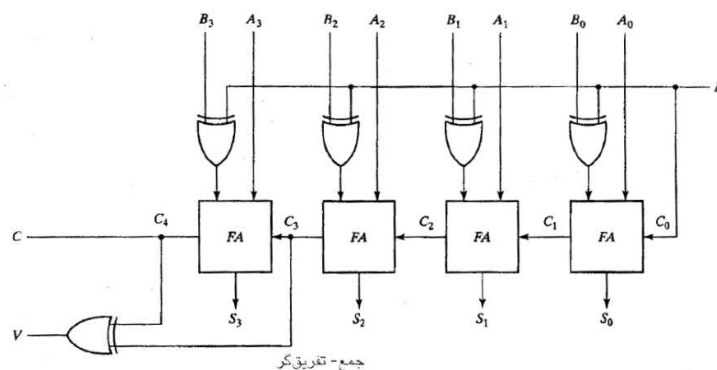 B3 A3 B2 A2 B1 A1 B0 A0
C C4 FA C3 FA C2 FA C1 FA C0
S3 S2 S1 S0
V
جمع - تفریق‌گر